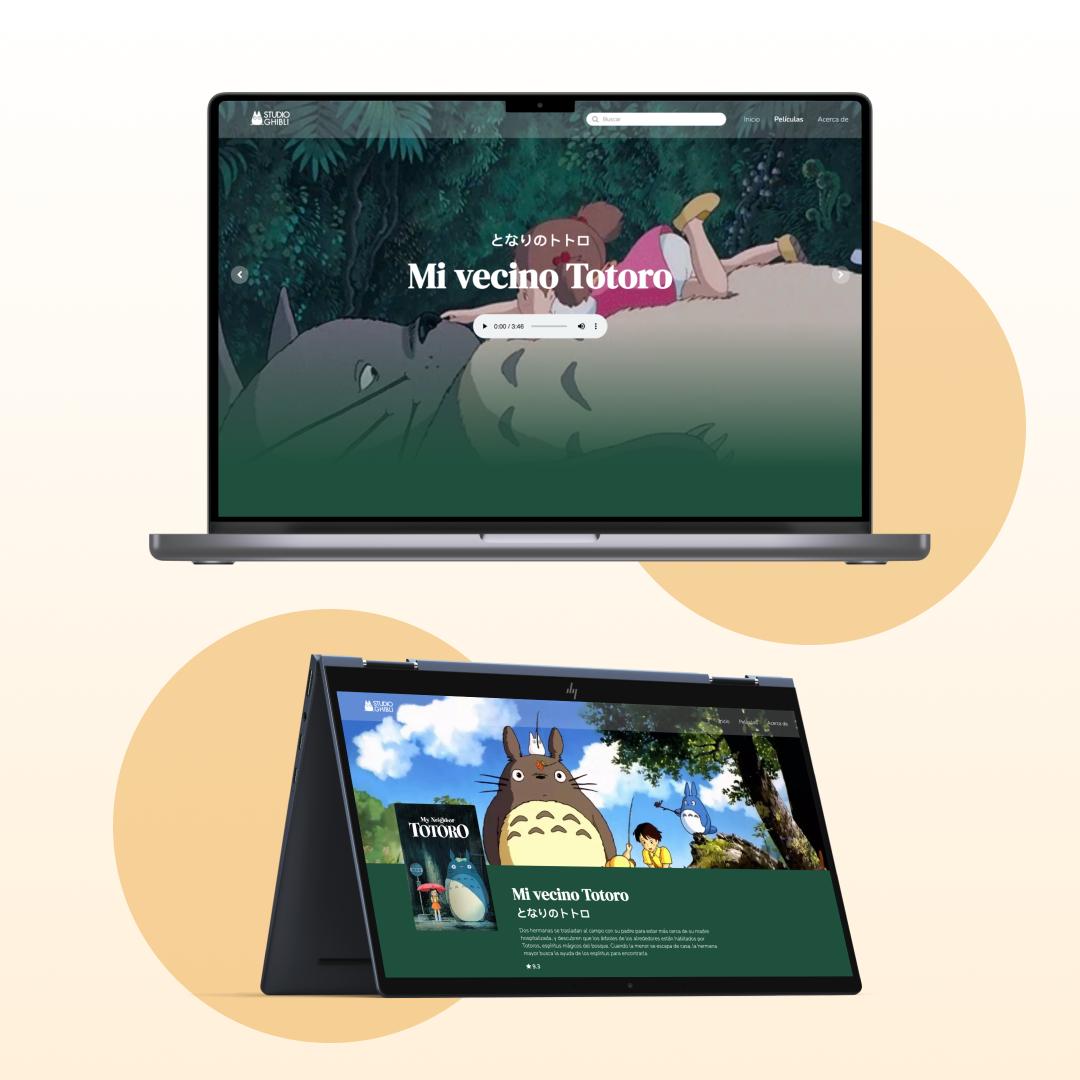 STUDIO
GHIBLI
Buscar
Inicio
Películas
Acerca de
となりのトトロ
Mi vecino Totoro
0:00 / 3:46
STUDIO
GHIBLI
Inicio
Películas
Acerca de
My Neighbor
TOTORO
Mi vecino Totoro
となりのトトロ
Dos hermanas se trasladan al campo con su padre para estar más cerca de su madre
hospitalizada, y descubren que los árboles de los alrededores están habitados por
Totoros, espíritus mágicos del bosque. Cuando la menor se escapa de casa, la hermana
mayor busca la ayuda de los espíritus para encontrarla.
9.3